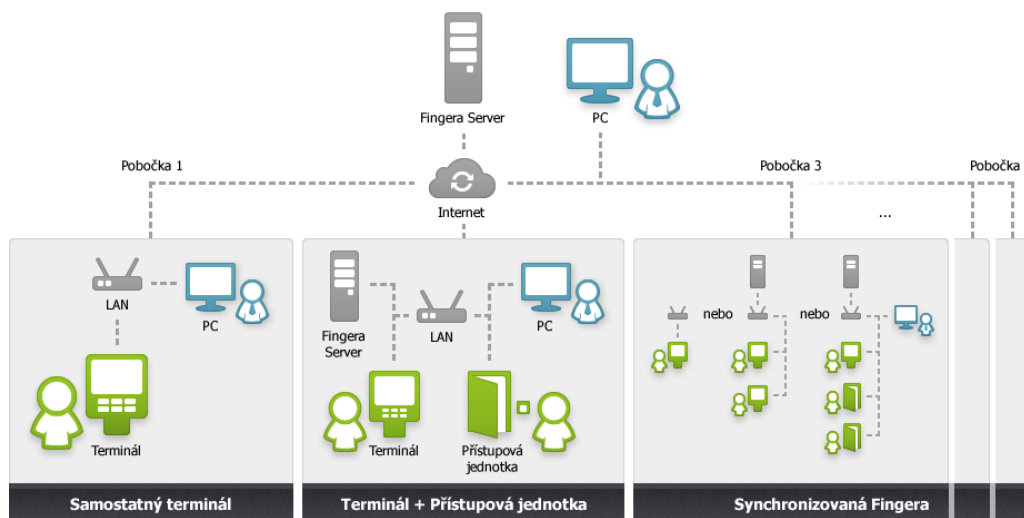 Fingera Server
PC
Pobočka 1
Pobočka 3
Pobočka
Internet
...
LAN
PC
Terminál
Fingera
Server
LAN
PC
Terminál
Přístupová
jednotka
nebo
nebo
Samostatný terminál
Terminál + Přístupová jednotka
Synchronizovaná Fingera